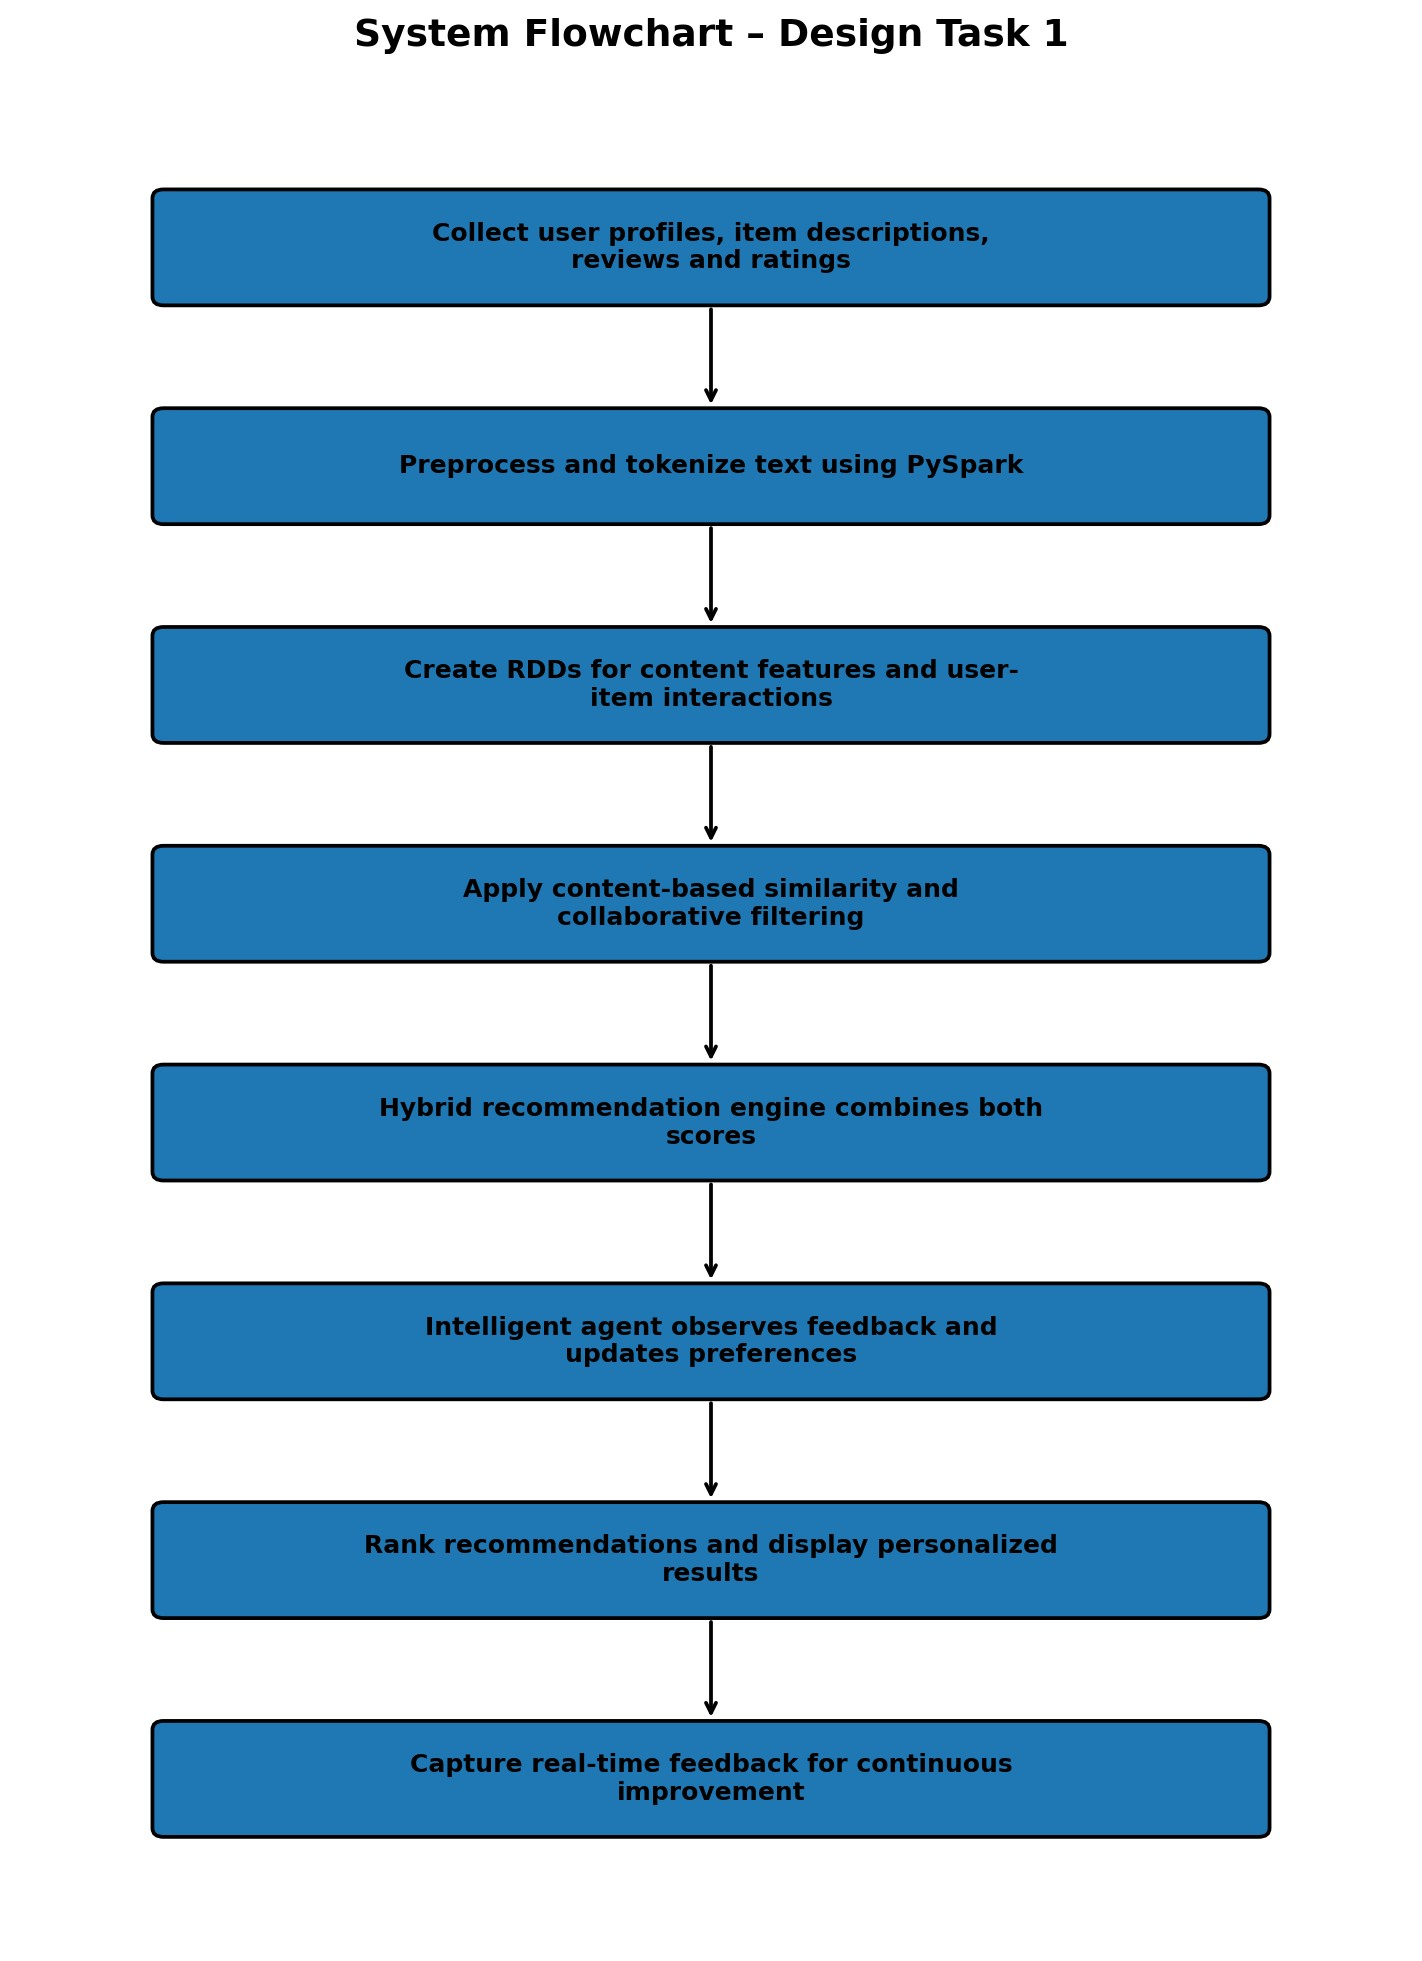 System Flowchart – Design Task 1
Collect user profiles, item descriptions,
reviews and ratings
Preprocess and tokenize text using PySpark
Create RDDs for content features and user-
item interactions
Apply content-based similarity and
collaborative filtering
Hybrid recommendation engine combines both
scores
Intelligent agent observes feedback and
updates preferences
Rank recommendations and display personalized
results
Capture real-time feedback for continuous
improvement